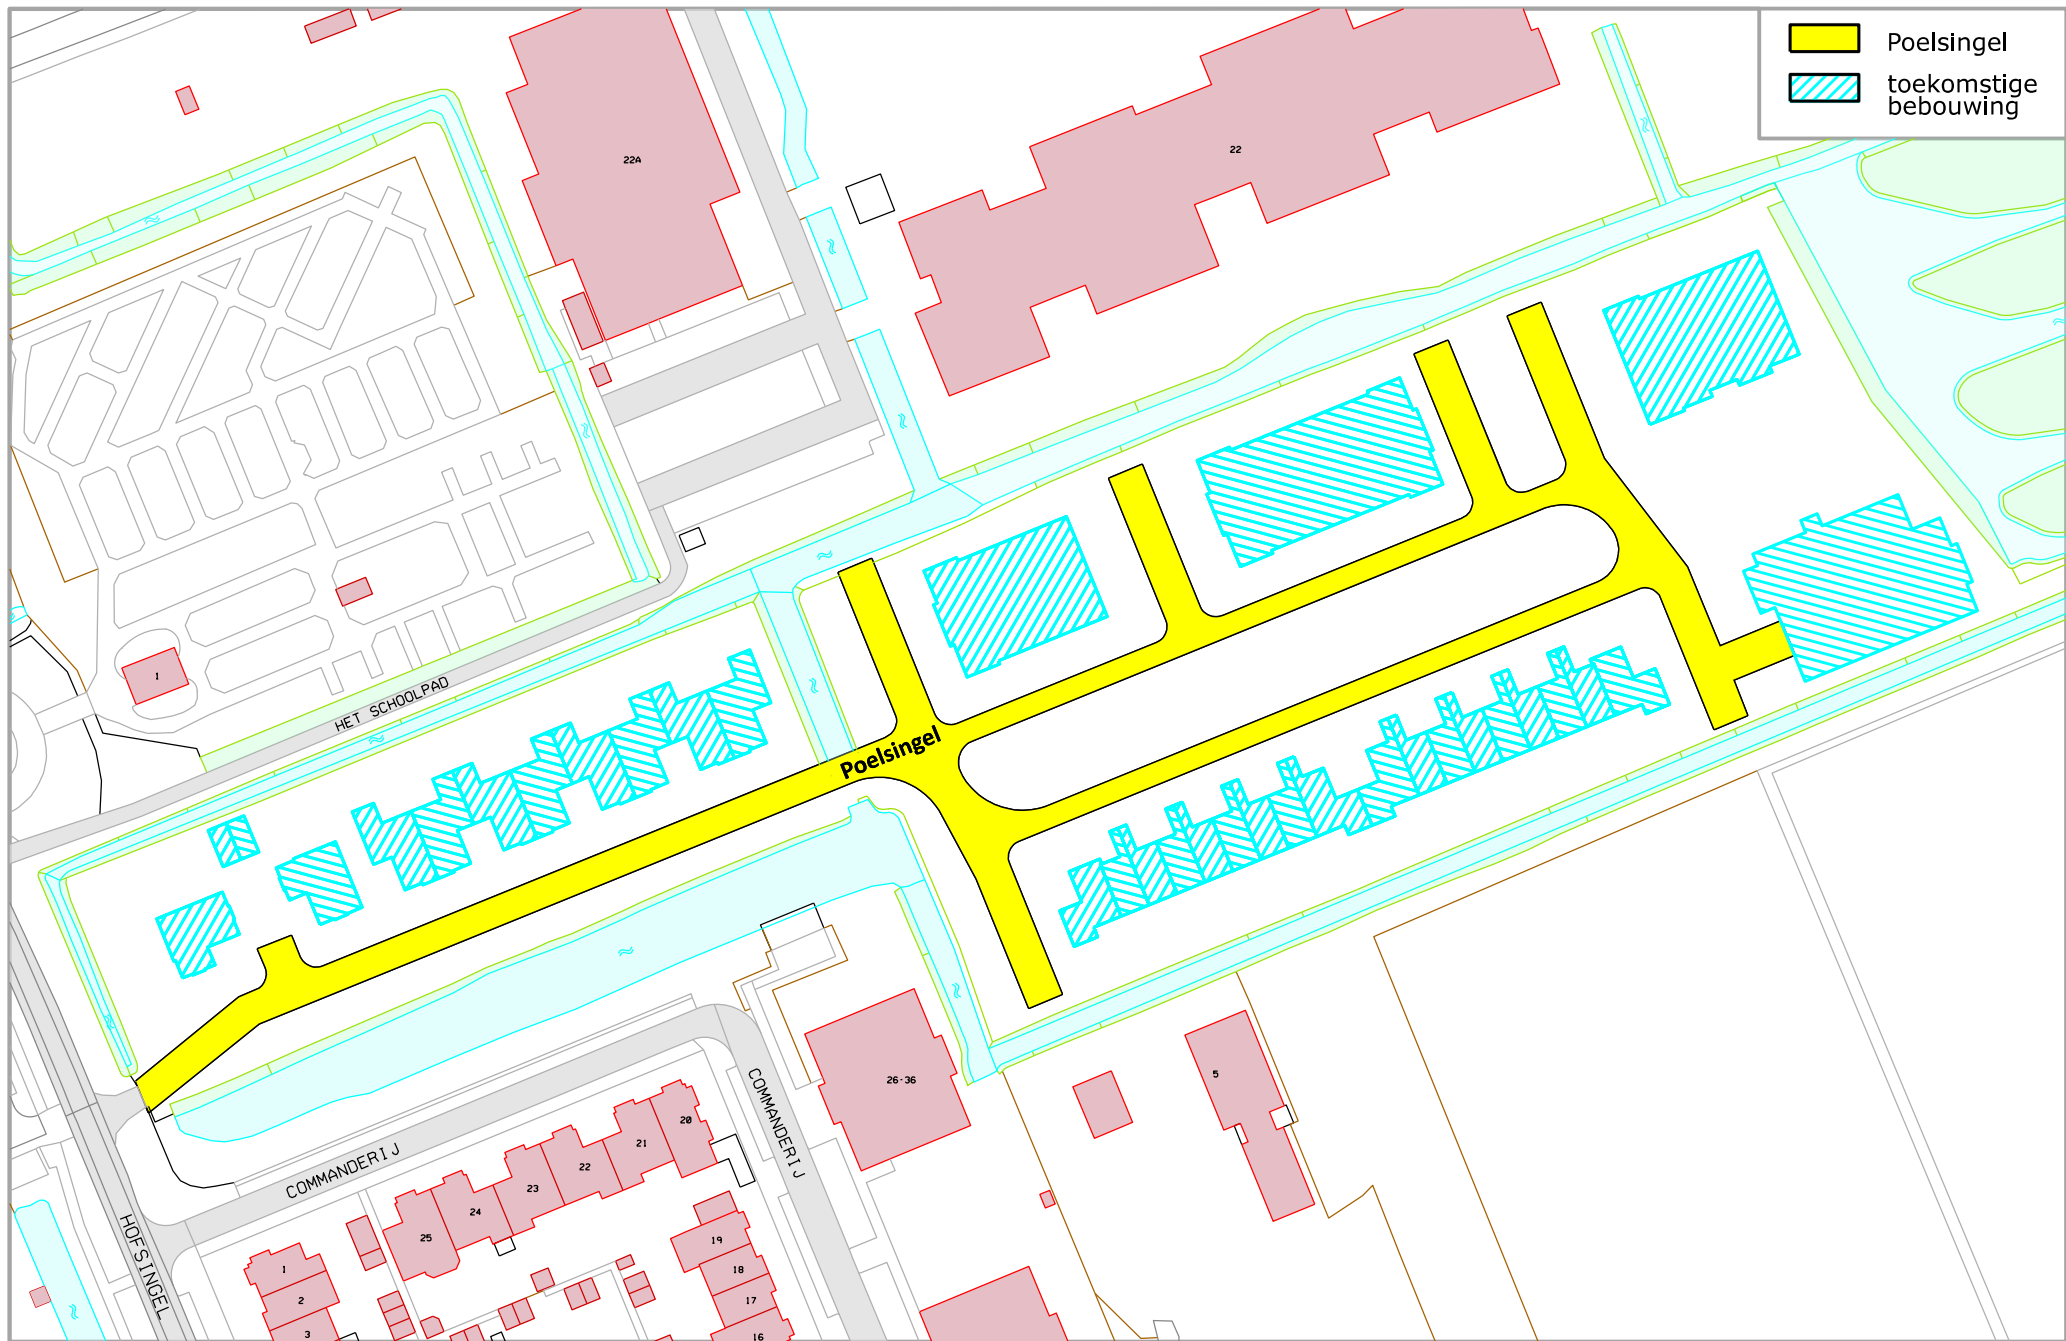 Poelsingel
toekomstige
bebouwing
22A
22
1
HET SCHOOLPAD
Poelsingel
26-36
5
COMMANDERIJ
COMMANDERIJ
HOFSINGEL
20
21
22
23
24
25
19
18
17
16
1
2
3